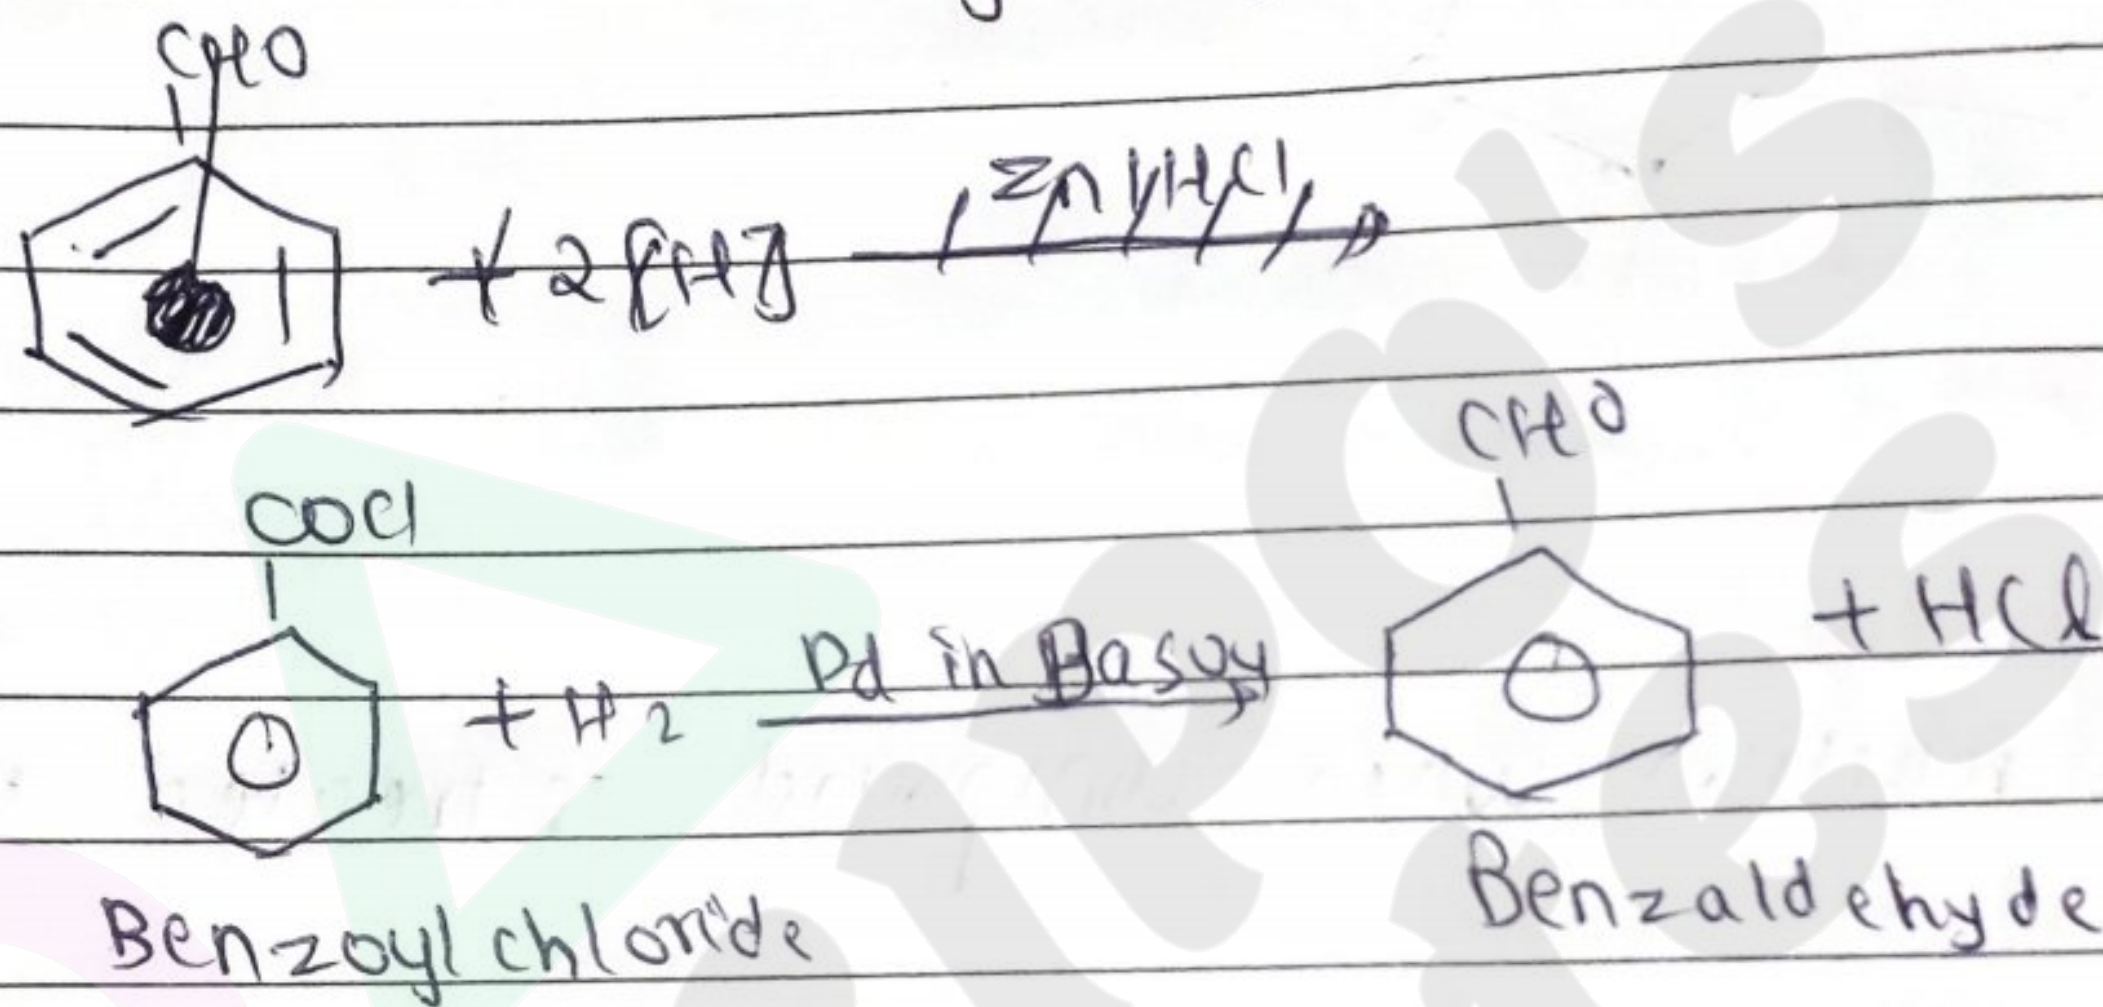 CHO
+ 2[H] Zn/HCl
CHO
COCl
+ H2 Pd in BaSO4 + HCl
Benzoyl chloride Benzaldehyde